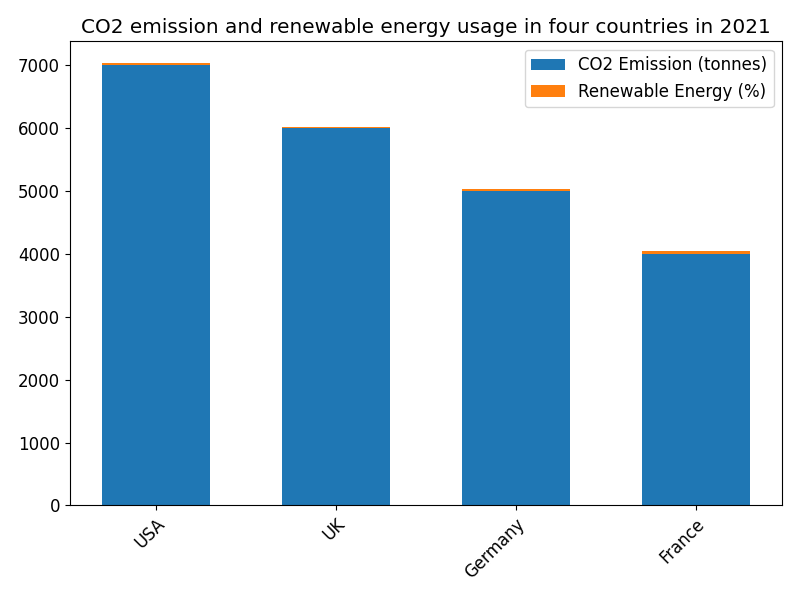 CO2 emission and renewable energy usage in four countries in 2021
CO2 Emission (tonnes)
Renewable Energy (%)
7000
6000
5000
4000
3000
2000
1000
0
USA
UK
Germany
France